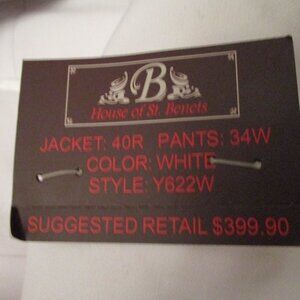 B
House of St. Benets
JACKET: 40R PANTS: 34W
COLOR: WHITE
STYLE: Y622W
SUGGESTED RETAIL $399.90